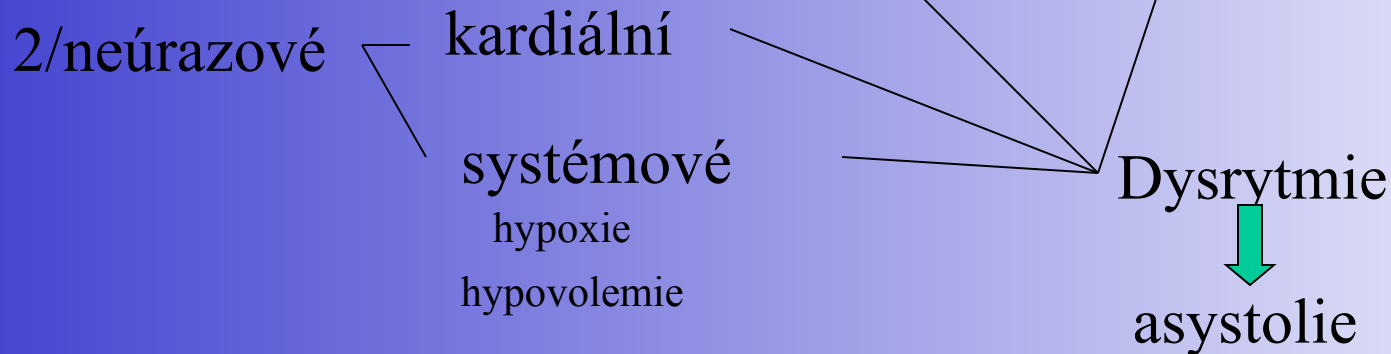 2/neúrazové
kardiální
systémové
hypoxie
hypovolemie
Dysrytmie
asystolie